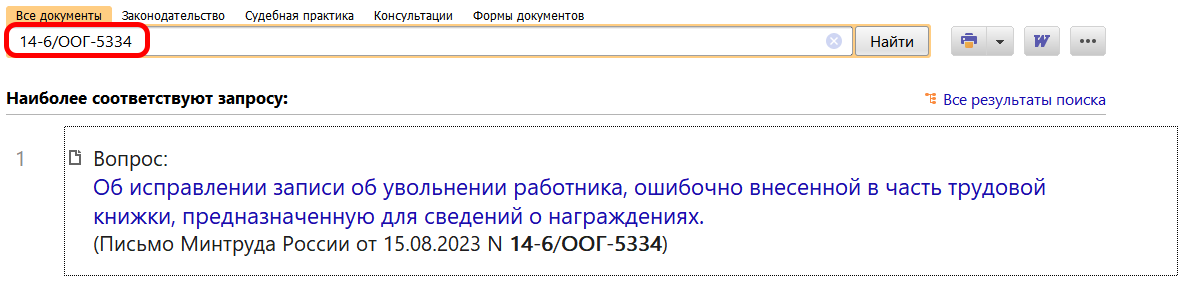 Все документы Законодательство Судебная практика Консультации Формы документов
14-6/ООГ-5334 Найти W
Наиболее соответствуют запросу: Все результаты поиска
1 Вопрос:
Об исправлении записи об увольнении работника, ошибочно внесенной в часть трудовой
книжки, предназначенную для сведений о награждениях.
(Письмо Минтруда России от 15.08.2023 N 14-6/ООГ-5334)